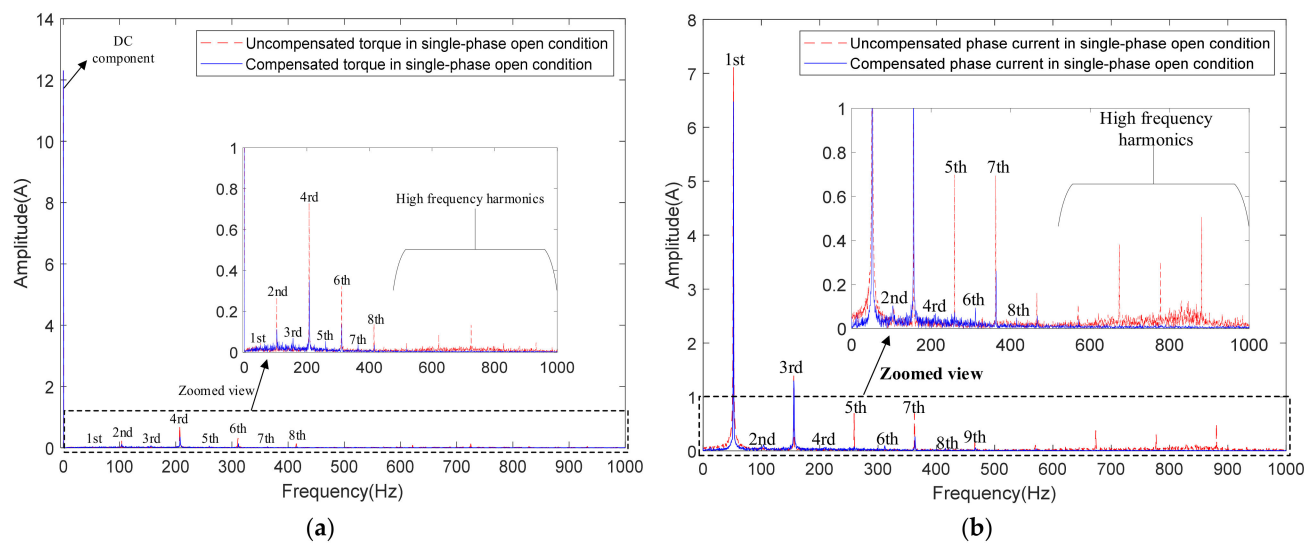 14
12
10
8
6
4
2
0
Amplitude(A)
DC
component
Uncompensated torque in single-phase open condition
Compensated torque in single-phase open condition
1
0.8
0.6
0.4
0.2
0
4rd
High frequency harmonics
2nd
6th
1st
3rd
5th
7th
8th
0
200
400
600
800
1000
Zoomed view
1st
2nd
3rd
4rd
5th
6th
7th
8th
0
100
200
300
400
500
600
700
800
900
1000
Frequency(Hz)
(a)
8
7
6
5
4
3
2
1
0
Amplitude(A)
1st
Uncompensated phase current in single-phase open condition
Compensated phase current in single-phase open condition
1
0.8
0.6
0.4
0.2
0
High frequency
harmonics
5th
7th
2nd
4rd
6th
8th
0
200
400
600
800
1000
Zoomed view
3rd
5th
7th
2nd
4rd
6th
8th
9th
0
100
200
300
400
500
600
700
800
900
1000
Frequency(Hz)
(b)